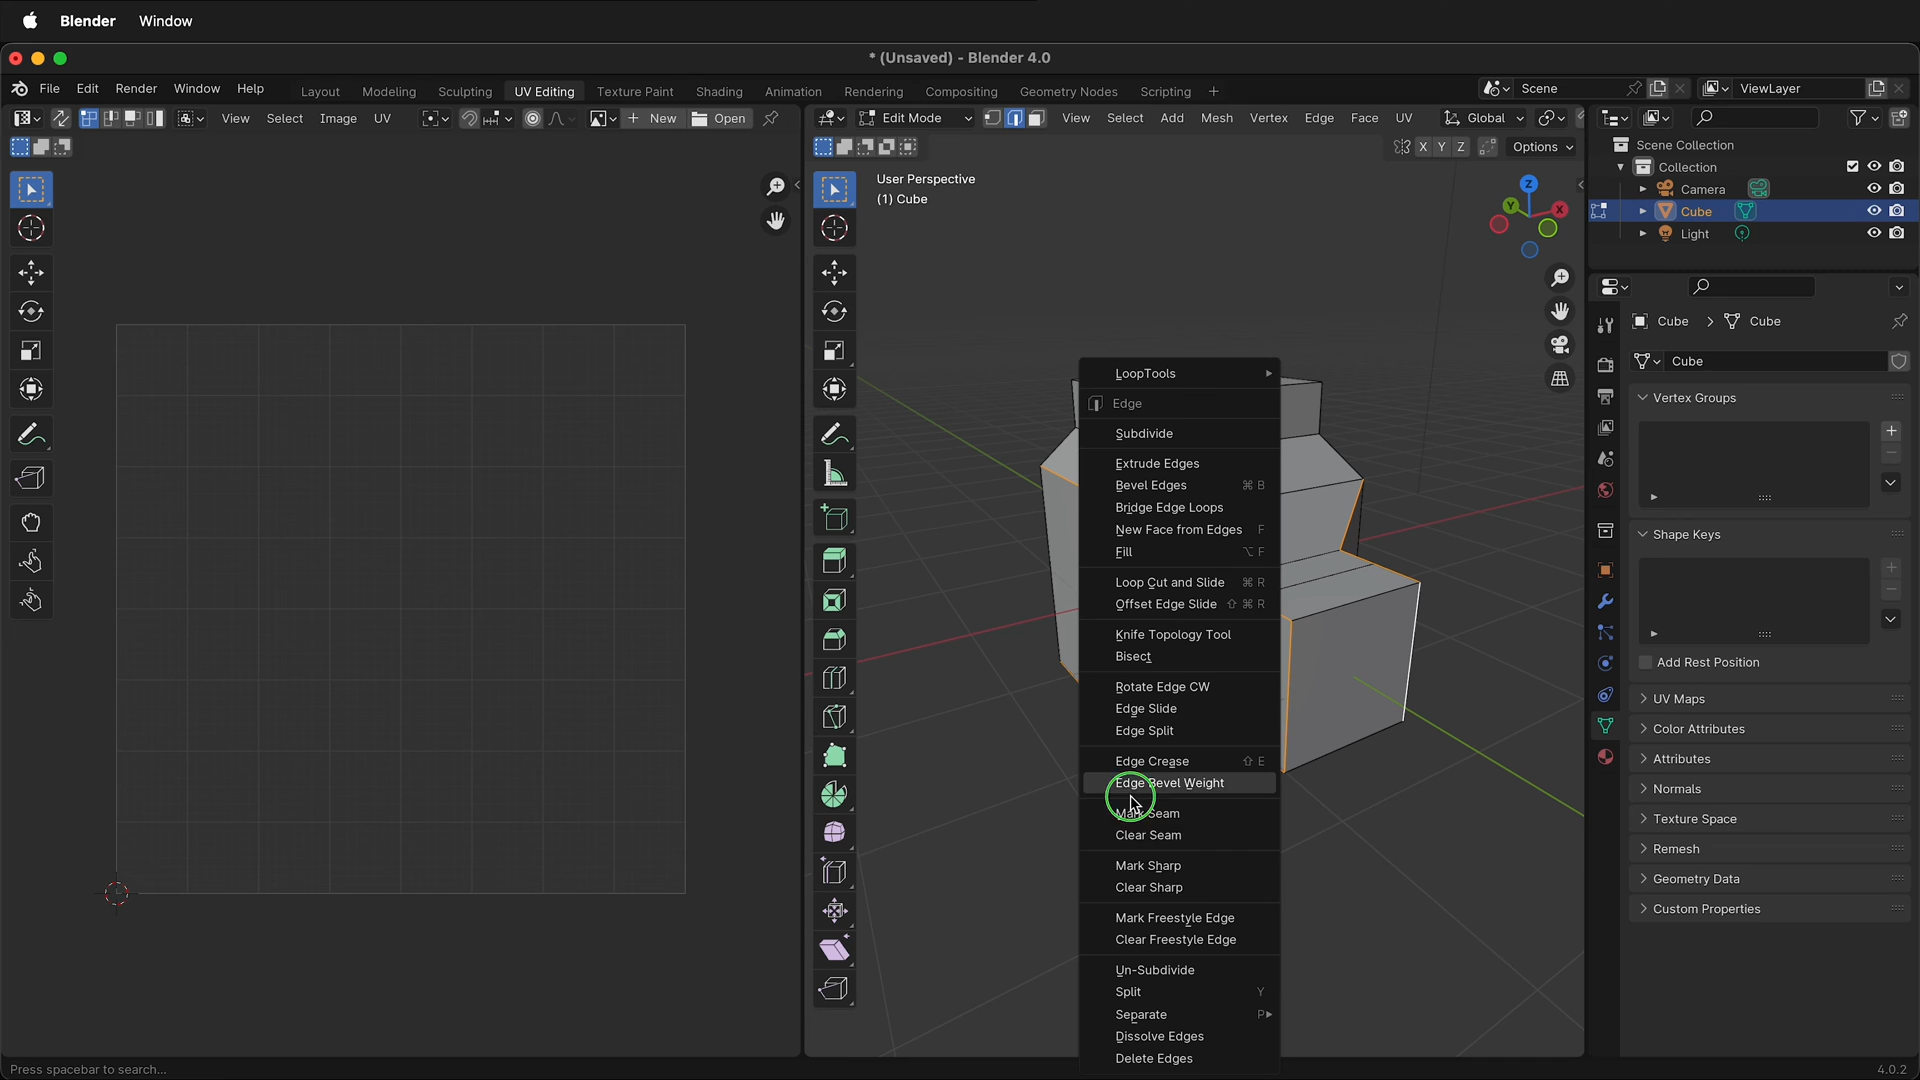 Blender Window
* (Unsaved) - Blender 4.0
File Edit Render Window Help
Layout Modeling Sculpting UV Editing Texture Paint Shading Animation Rendering Compositing Geometry Nodes Scripting +
Scene
ViewLayer
View Select Image UV
+ New Open
Edit Mode
View Select Add Mesh Vertex Edge Face UV
Global
X Y Z
Options
User Perspective
(1) Cube
Z
Y
X
Scene Collection
Collection
Camera
Cube
Light
Cube > Cube
Cube
Vertex Groups
Shape Keys
Add Rest Position
UV Maps
Color Attributes
Attributes
Normals
Texture Space
Remesh
Geometry Data
Custom Properties
LoopTools
Edge
Subdivide
Extrude Edges
Bevel Edges ⌘ B
Bridge Edge Loops
New Face from Edges F
Fill ⌥ F
Loop Cut and Slide ⌘ R
Offset Edge Slide ⇧ ⌘ R
Knife Topology Tool
Bisect
Rotate Edge CW
Edge Slide
Edge Split
Edge Crease ⇧ E
Edge Bevel Weight
Mark Seam
Clear Seam
Mark Sharp
Clear Sharp
Mark Freestyle Edge
Clear Freestyle Edge
Un-Subdivide
Split Y
Separate P
Dissolve Edges
Delete Edges
Press spacebar to search...
4.0.2